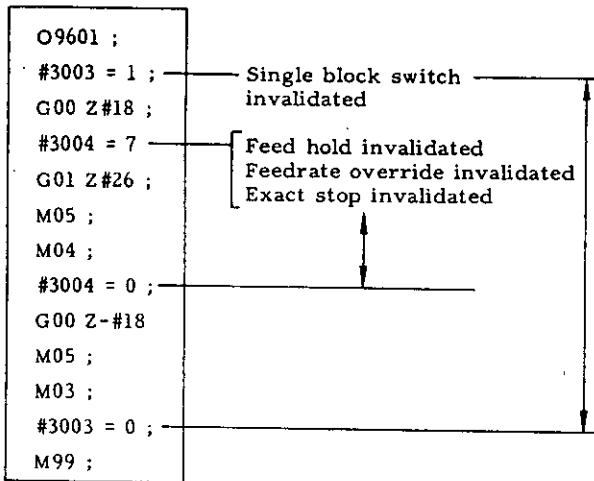 O9601 ;
#3003 = 1 ;
Single block switch
invalidated
G00 Z#18 ;
#3004 = 7
Feed hold invalidated
Feedrate override invalidated
Exact stop invalidated
G01 Z#26 ;
M05 ;
M04 ;
#3004 = 0 ;
G00 Z-#18
M05 ;
M03 ;
#3003 = 0 ;
M99 ;